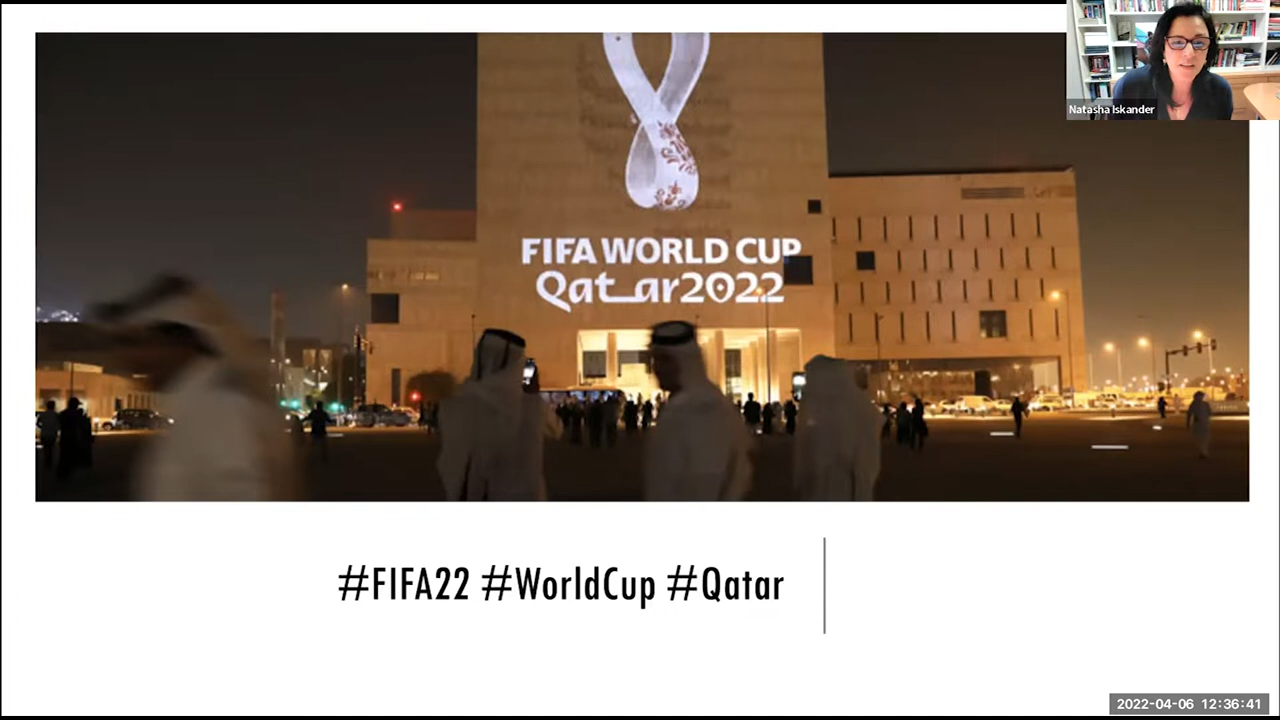 Natasha Iskander
FIFA WORLD CUP
Qatar2022
#FIFA22 #WorldCup #Qatar
2022-04-06 12:36:41